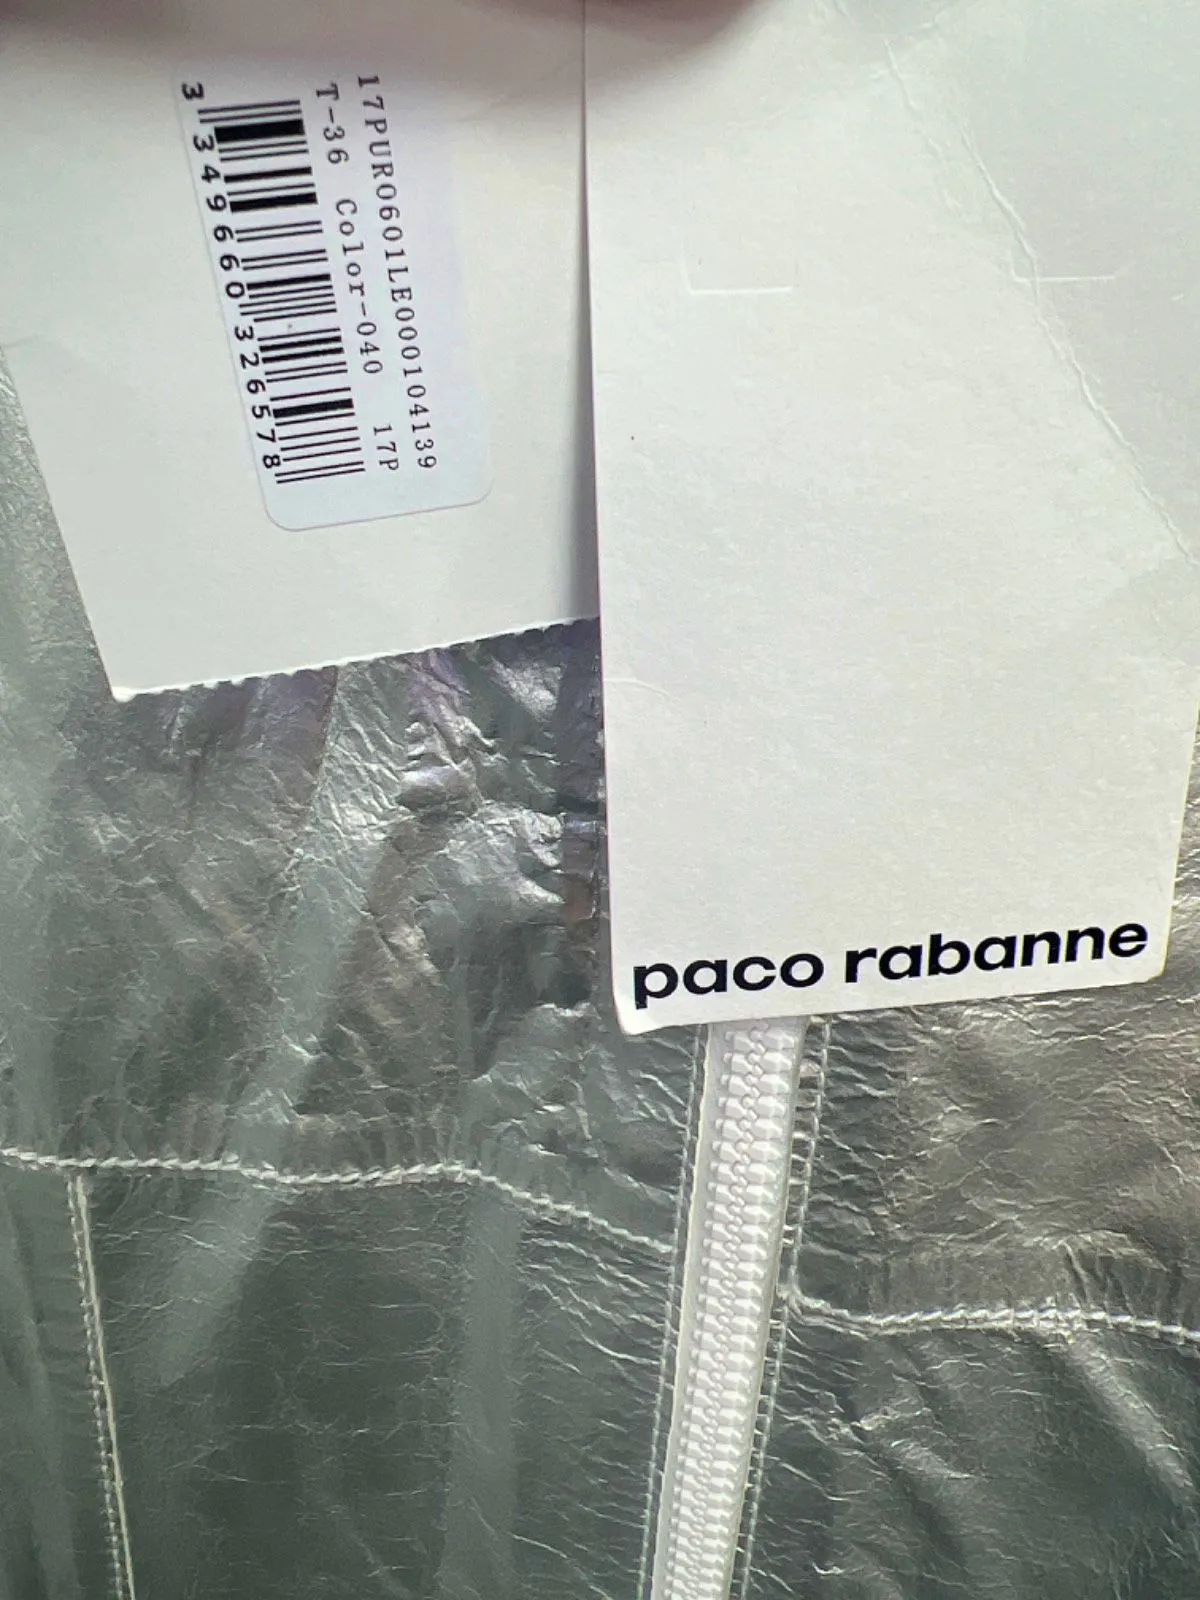 17PURO601LE000104139
T-36 Color-040 17P
3 349660 326578
paco rabanne